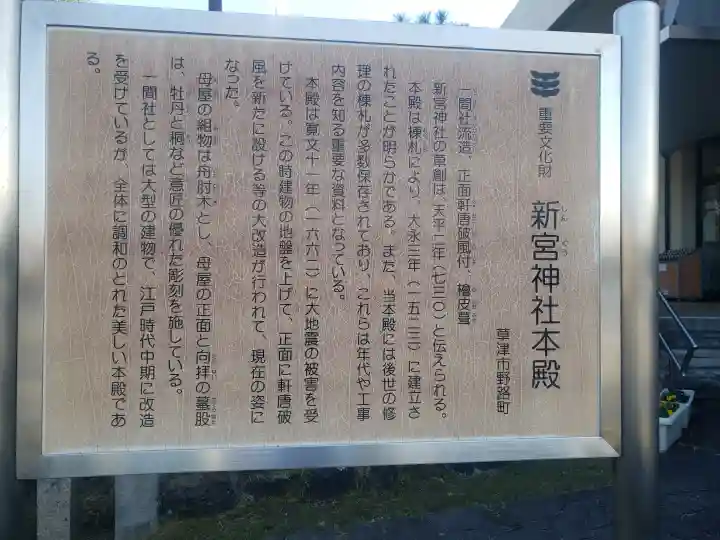 重要文化財 新宮神社本殿
しん ぐう
草津市野路町
一間社流造、正面軒唐破風付、檜皮葺
新宮神社の草創は、天平二年(七三〇)と伝えられる。
本殿は棟札により、大永三年(一五二三)に建立さ
れたことが明らかである。また、当本殿には後世の修
理の棟札が多数保存されており、これらは年代や工事
内容を知る重要な資料となっている。
本殿は寛文十一年(一六六二)に大地震の被害を受
けている。この時建物の地盤を上げて、正面に軒唐破
風を新たに設ける等の大改造が行われて、現在の姿に
なった。
母屋の組物は舟肘木とし、母屋の正面と向拝の蟇股
は、牡丹と桐など意匠の優れた彫刻を施している。
一間社としては大型の建物で、江戸時代中期に改造
を受けているが、全体に調和のとれた美しい本殿であ
る。